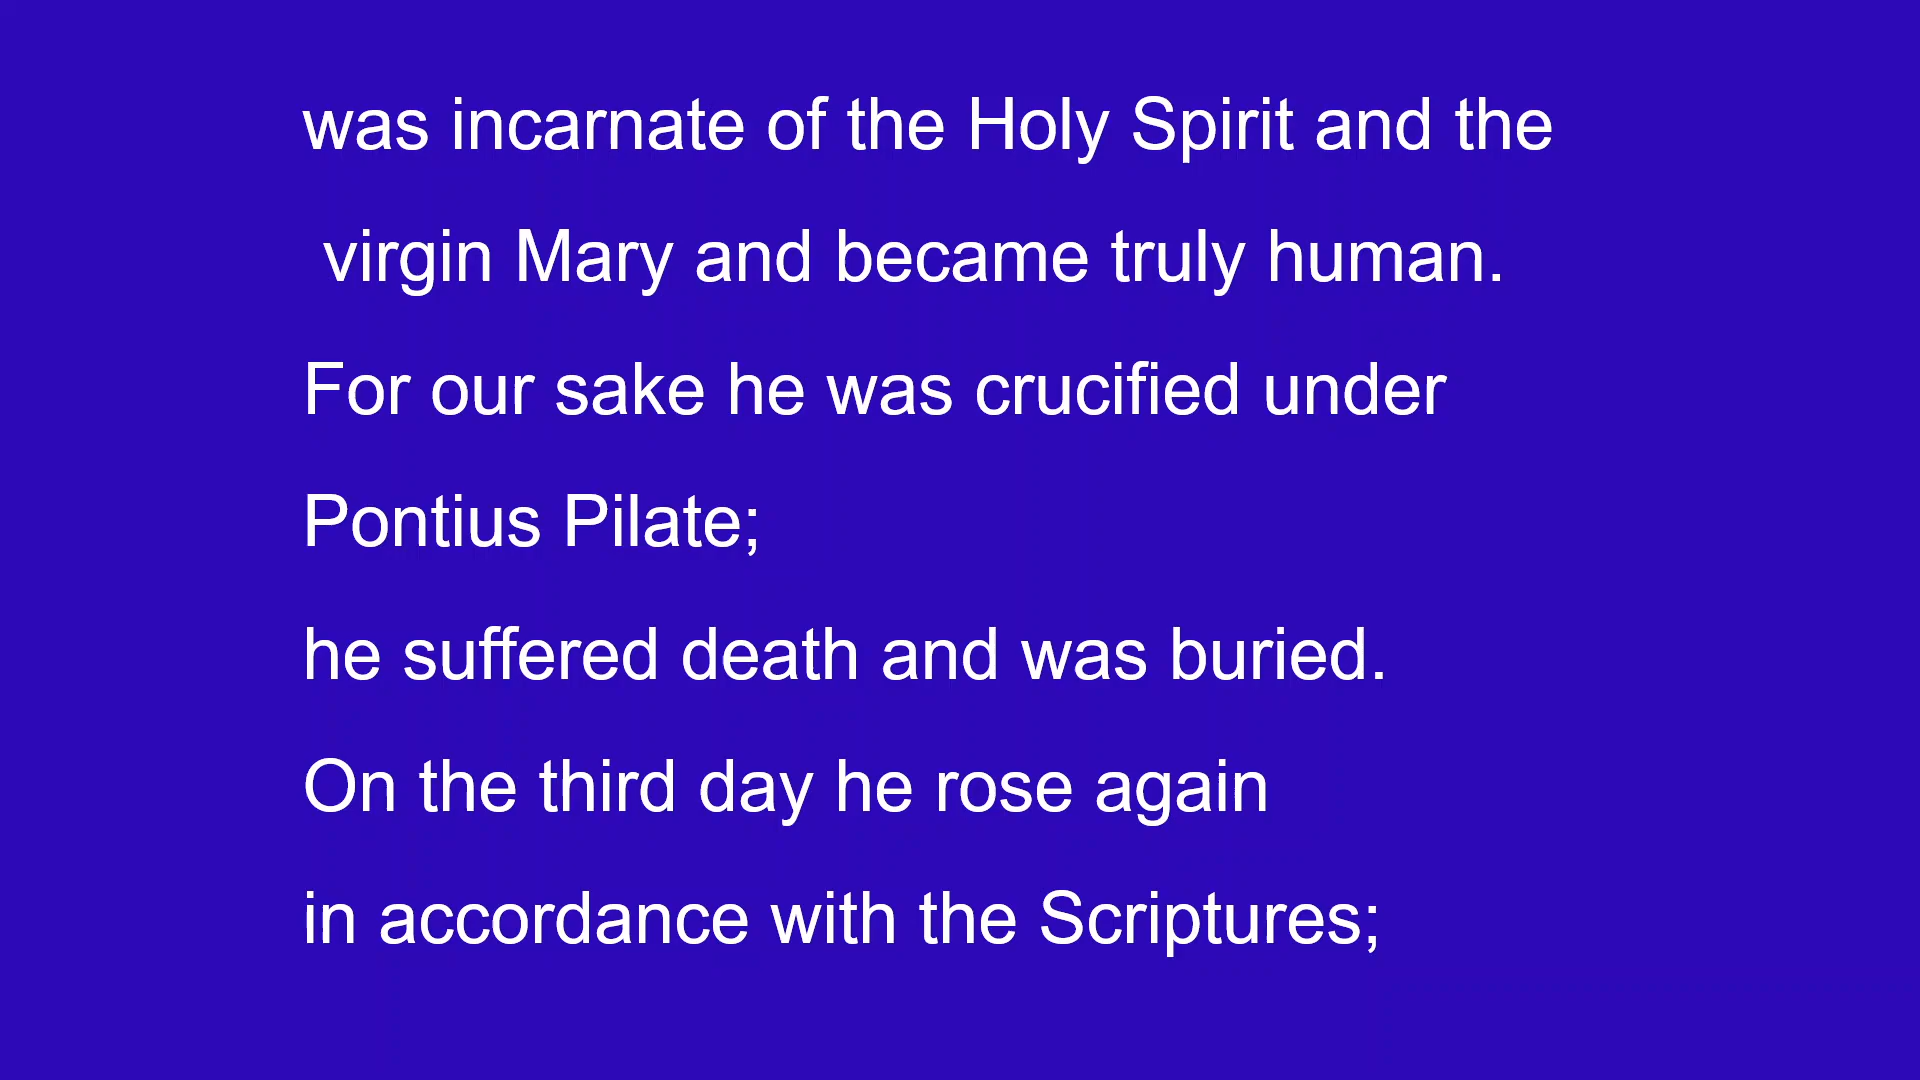 was incarnate of the Holy Spirit and the
virgin Mary and became truly human.
For our sake he was crucified under
Pontius Pilate;
he suffered death and was buried.
On the third day he rose again
in accordance with the Scriptures;